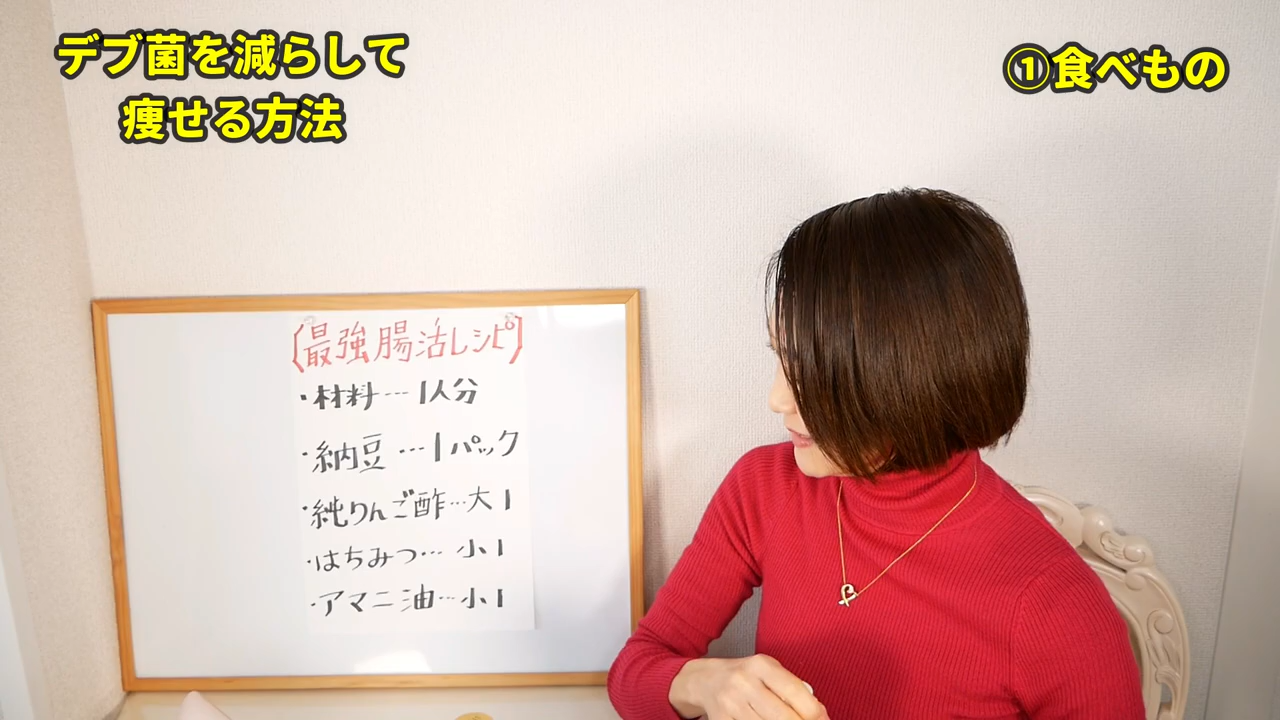 デブ菌を減らして
痩せる方法
①食べもの
〔最強腸活レシピ〕
・材料…1人分
・納豆…1パック
・純りんご酢…大1
・はちみつ…小1
・アマニ油…小1